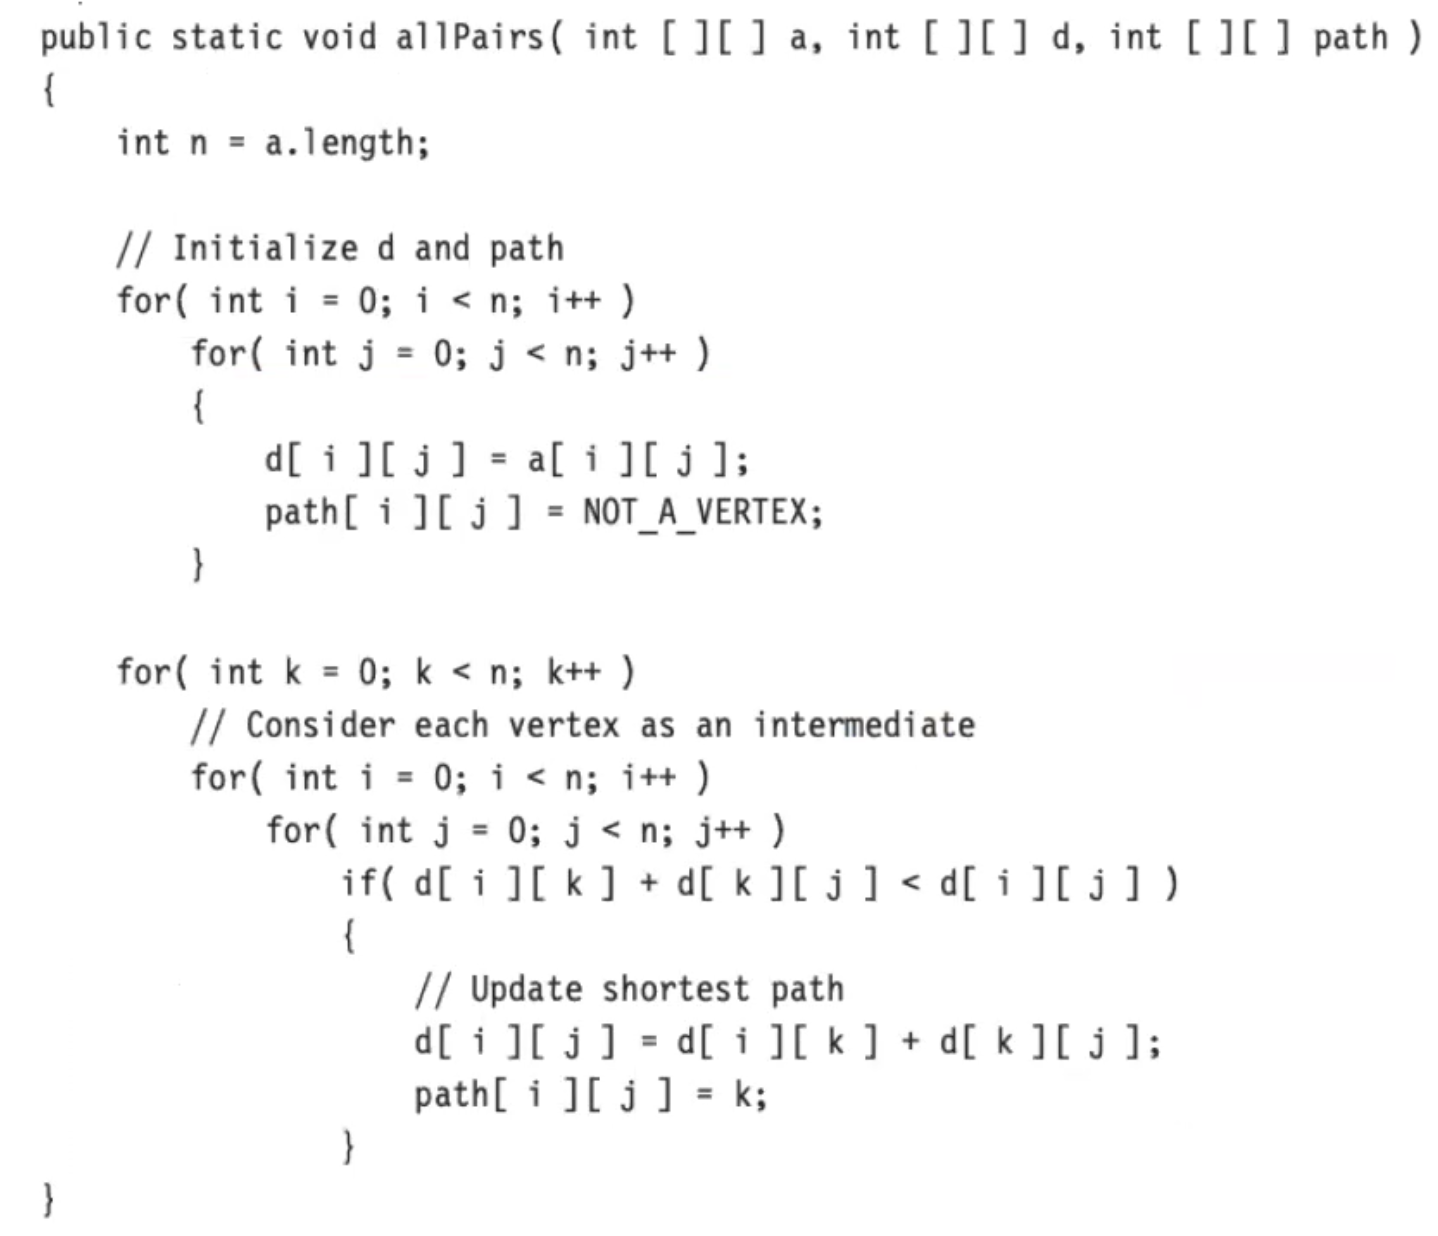 public static void allPairs( int [ ][ ] a, int [ ][ ] d, int [ ][ ] path )
{
    int n = a.length;

    // Initialize d and path
    for( int i = 0; i < n; i++ )
        for( int j = 0; j < n; j++ )
        {
            d[ i ][ j ] = a[ i ][ j ];
            path[ i ][ j ] = NOT_A_VERTEX;
        }

    for( int k = 0; k < n; k++ )
        // Consider each vertex as an intermediate
        for( int i = 0; i < n; i++ )
            for( int j = 0; j < n; j++ )
                if( d[ i ][ k ] + d[ k ][ j ] < d[ i ][ j ] )
                {
                    // Update shortest path
                    d[ i ][ j ] = d[ i ][ k ] + d[ k ][ j ];
                    path[ i ][ j ] = k;
                }
}